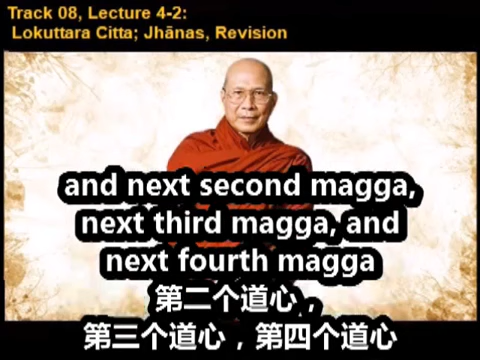 Track 08, Lecture 4-2:
Lokuttara Citta; Jhānas, Revision
and next second magga,
next third magga, and
next fourth magga
第二个道心，
第三个道心，第四个道心